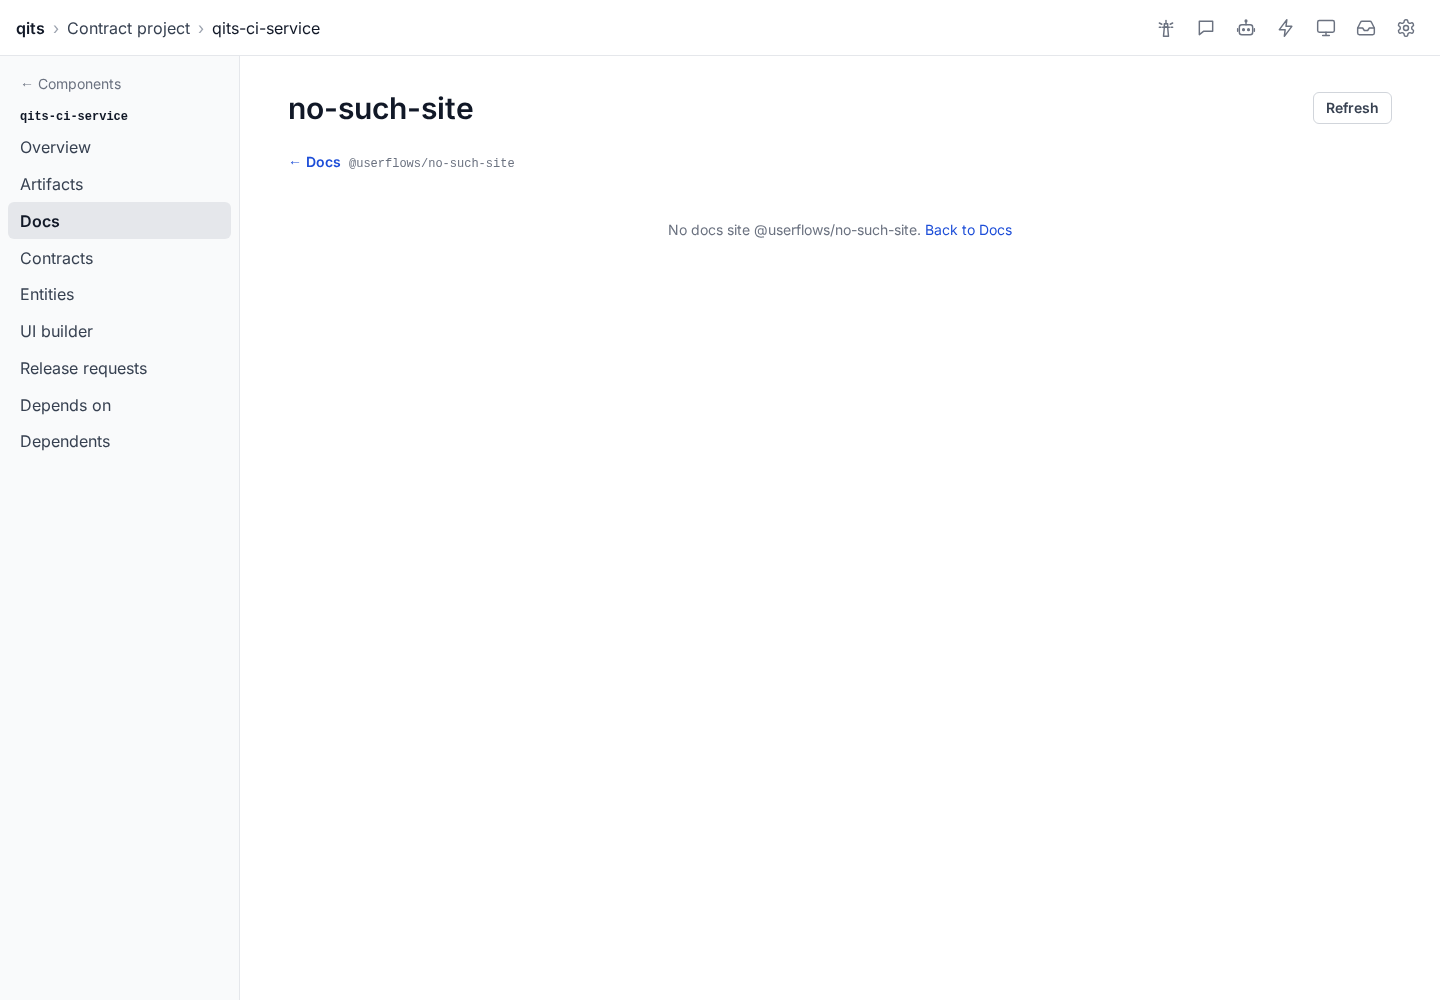 qits › Contract project › qits-ci-service
← Components
qits-ci-service
Overview
Artifacts
Docs
Contracts
Entities
UI builder
Release requests
Depends on
Dependents
no-such-site
Refresh
← Docs @userflows/no-such-site
No docs site @userflows/no-such-site. Back to Docs